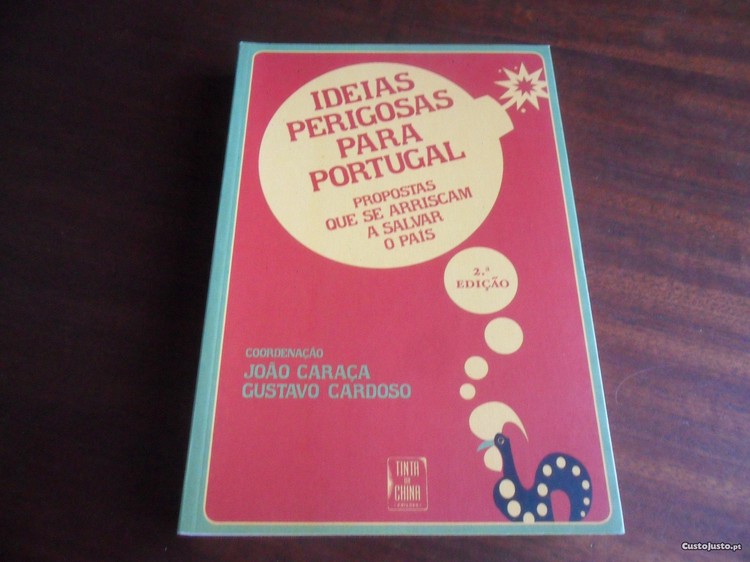 IDEIAS
PERIGOSAS
PARA
PORTUGAL
PROPOSTAS
QUE SE ARRISCAM
A SALVAR
O PAÍS
2.ª
EDIÇÃO
COORDENAÇÃO
JOÃO CARAÇA
GUSTAVO CARDOSO
TINTA
DA
CHINA
CustoJusto.pt